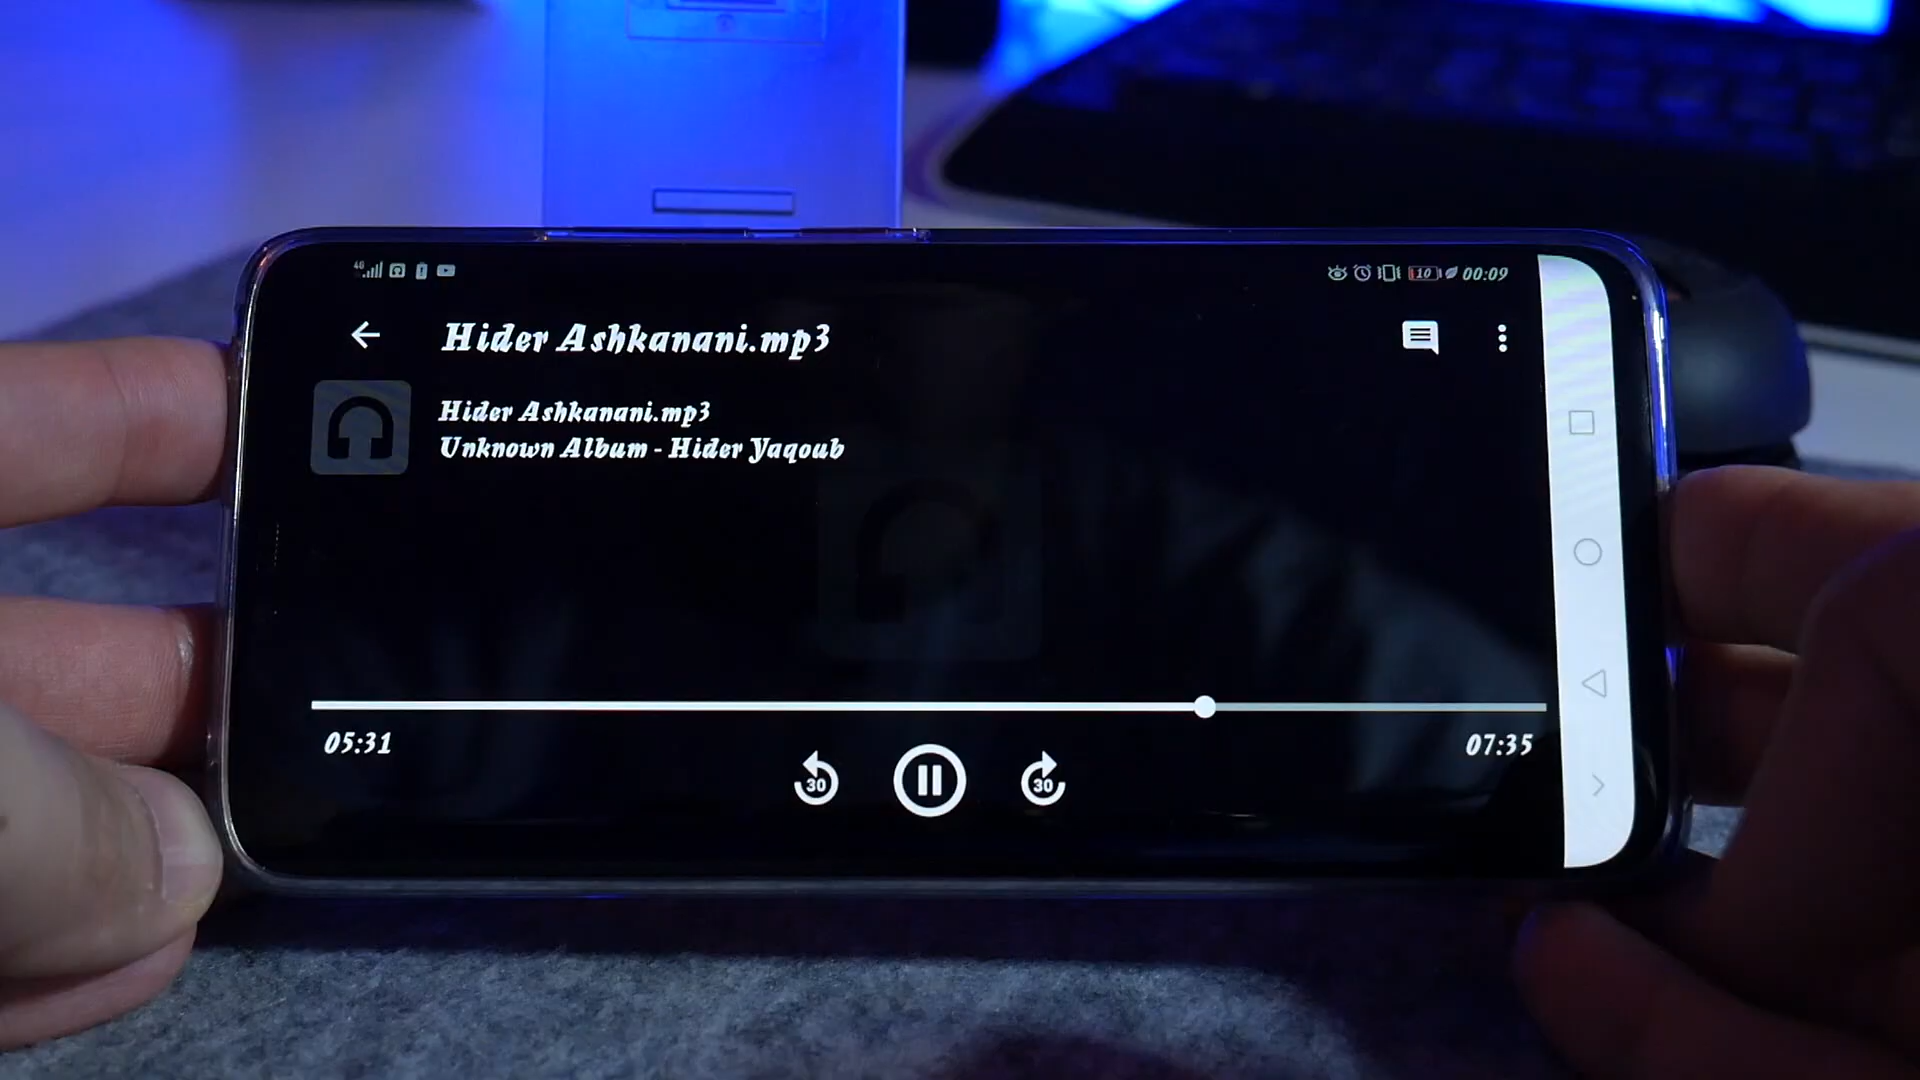 4G 10 00:09
Hider Ashkanani.mp3
Hider Ashkanani.mp3
Unknown Album - Hider Yaqoub
05:31 07:35
30 30